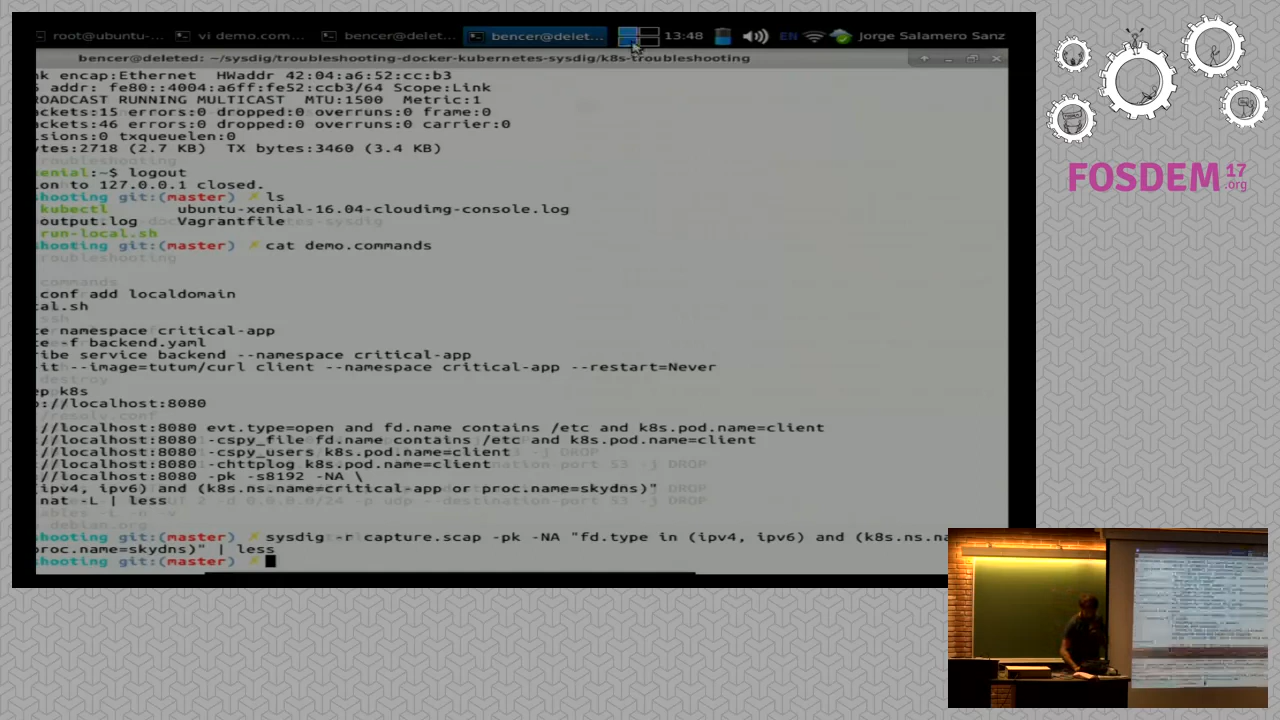 root@ubuntu-... vi demo.com... bencer@delet... bencer@delet... 13:48 EN Jorge Salamero Sanz
bencer@deleted: ~/sysdig/troubleshooting-docker-kubernetes-sysdig/k8s-troubleshooting
nk encap:Ethernet HWaddr 42:04:a6:52:cc:b3
addr: fe80::4004:a6ff:fe52:ccb3/64 Scope:Link
ROADCAST RUNNING MULTICAST MTU:1500 Metric:1
ackets:15 errors:0 dropped:0 overruns:0 frame:0
ackets:46 errors:0 dropped:0 overruns:0 carrier:0
isions:0 txqueuelen:0
tes:2718 (2.7 KB) TX bytes:3460 (3.4 KB)
xenial:~$ logout
ion to 127.0.0.1 closed.
hooting git:(master) ✗ ls
kubectl ubuntu-xenial-16.04-cloudimg-console.log
output.log Vagrantfile
run-local.sh
hooting git:(master) ✗ cat demo.commands
conf add localdomain
cal.sh
te namespace critical-app
te -f backend.yaml
ribe service backend --namespace critical-app
-it --image=tutum/curl client --namespace critical-app --restart=Never
ep k8s
p://localhost:8080
//localhost:8080 evt.type=open and fd.name contains /etc and k8s.pod.name=client
//localhost:8080 -cspy_file fd.name contains /etc and k8s.pod.name=client
//localhost:8080 -cspy_users k8s.pod.name=client
//localhost:8080 -chttplog k8s.pod.name=client
//localhost:8080 -pk -s8192 -NA \
(ipv4, ipv6) and (k8s.ns.name=critical-app or proc.name=skydns)"
nat -L | less
hooting git:(master) ✗ sysdig -r capture.scap -pk -NA "fd.type in (ipv4, ipv6) and (k8s.ns.na
proc.name=skydns)" | less
hooting git:(master) ✗
FOSDEM 17
.org